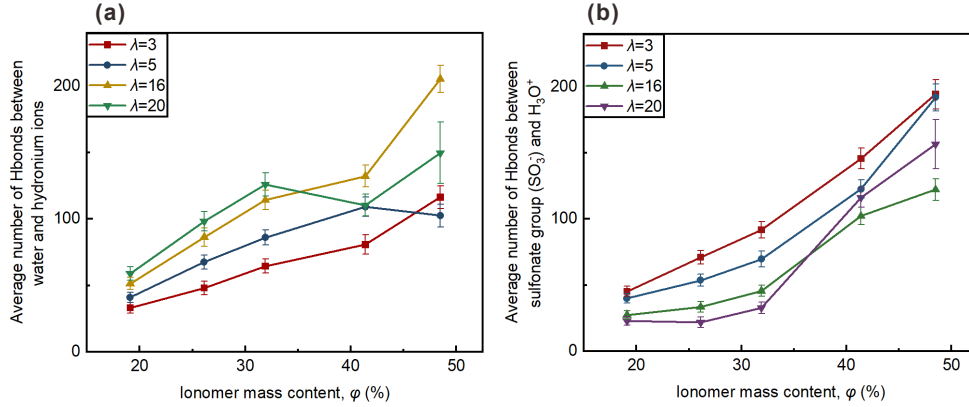 (a)
Average number of Hbonds between
water and hydronium ions
λ=3
λ=5
λ=16
λ=20
200
100
0
20
30
40
50
Ionomer mass content, φ (%)
(b)
Average number of Hbonds between
sulfonate group (SO₃⁻) and H₃O⁺
λ=3
λ=5
λ=16
λ=20
200
100
0
20
30
40
50
Ionomer mass content, φ (%)